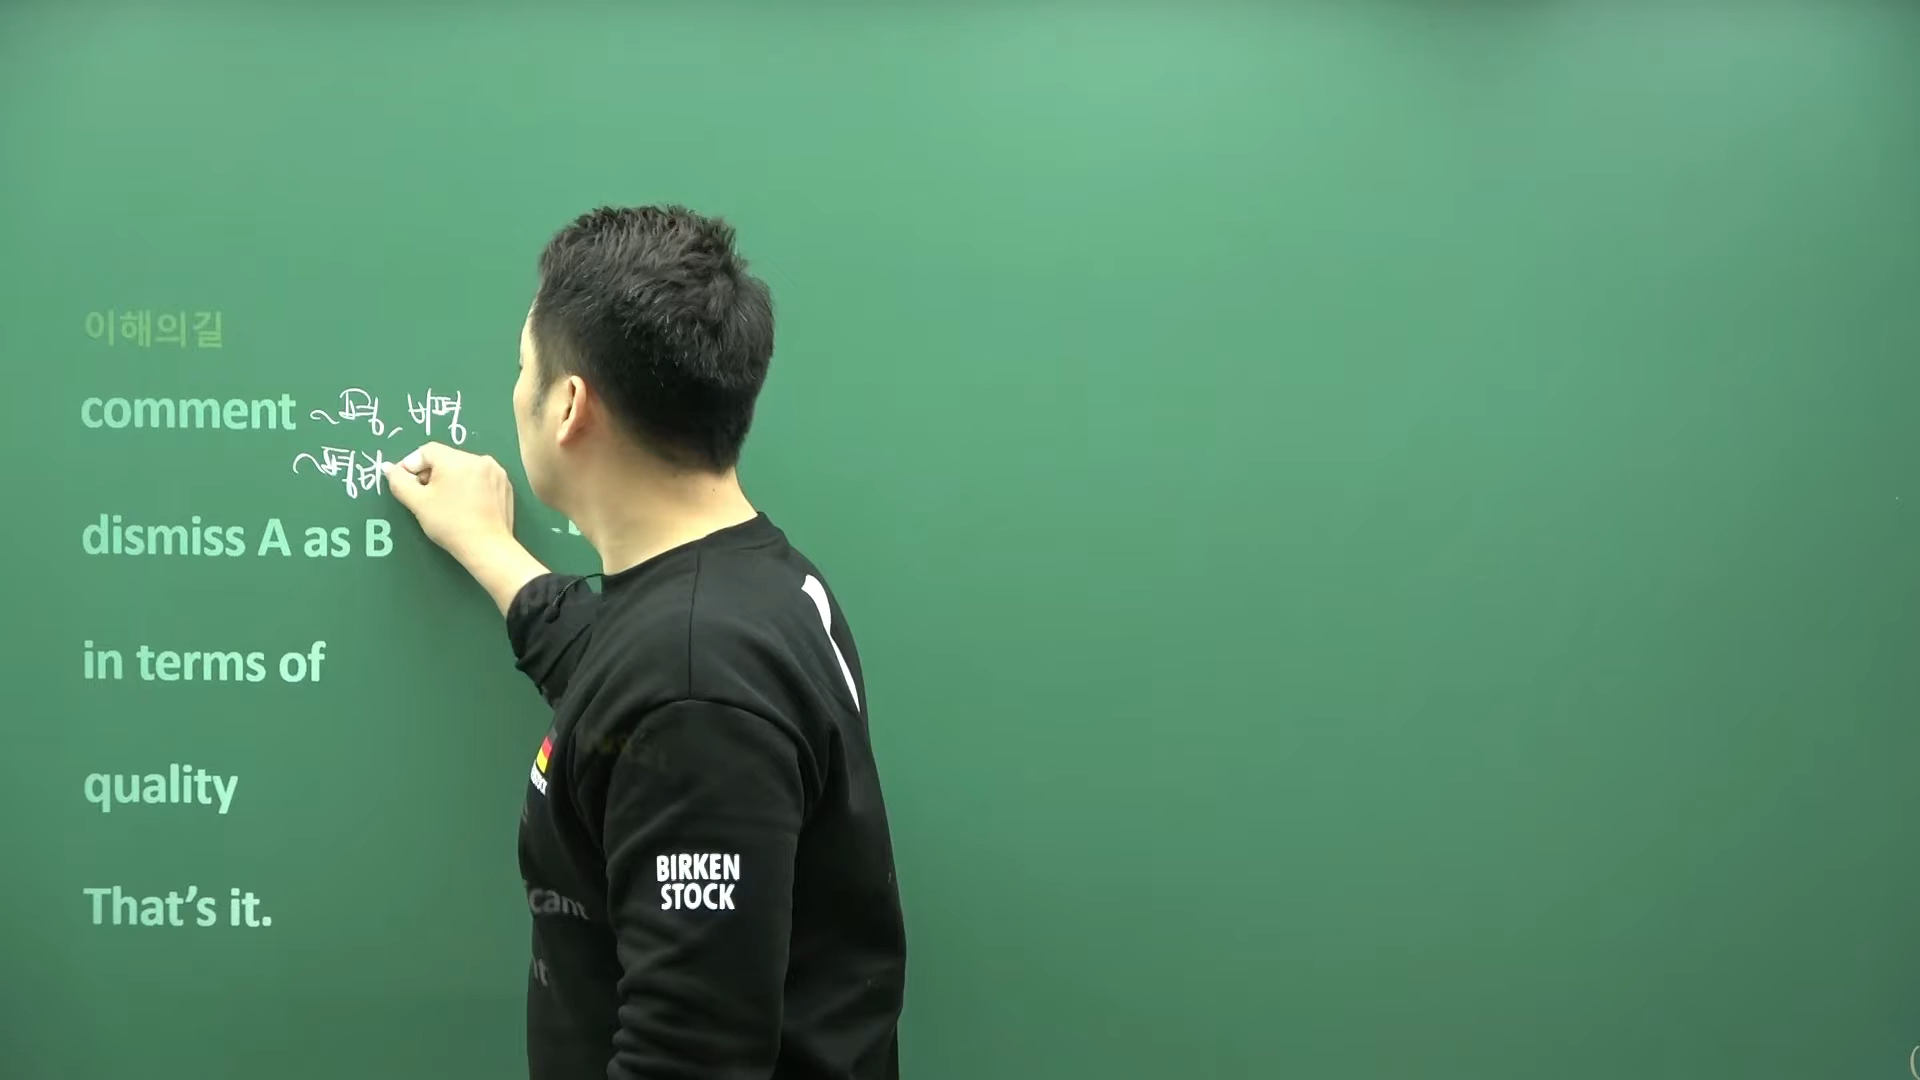 이해의길
comment ~평, 비평
~평하
dismiss A as B
in terms of
quality
That's it.
BIRKEN
STOCK